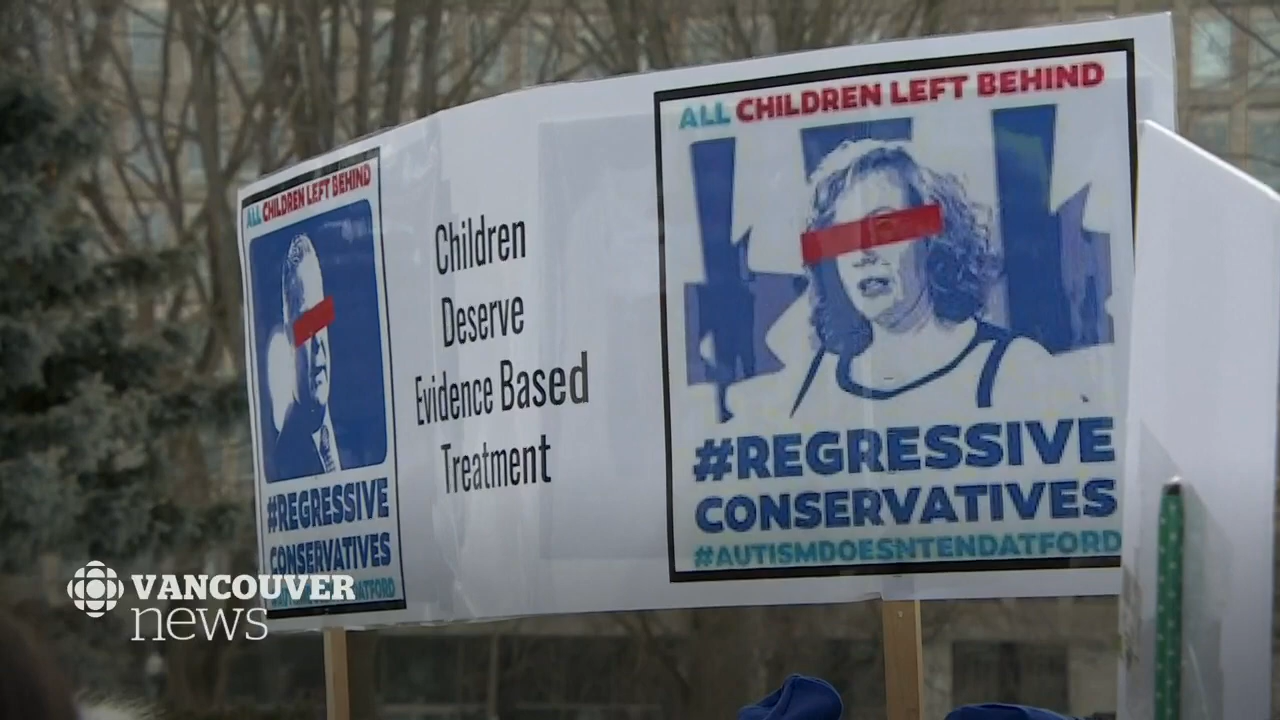 ALL CHILDREN LEFT BEHIND
#REGRESSIVE
CONSERVATIVES
Children
Deserve
Evidence Based
Treatment
ALL CHILDREN LEFT BEHIND
#REGRESSIVE
CONSERVATIVES
#AUTISMDOESNTENDATFORD
VANCOUVER
news